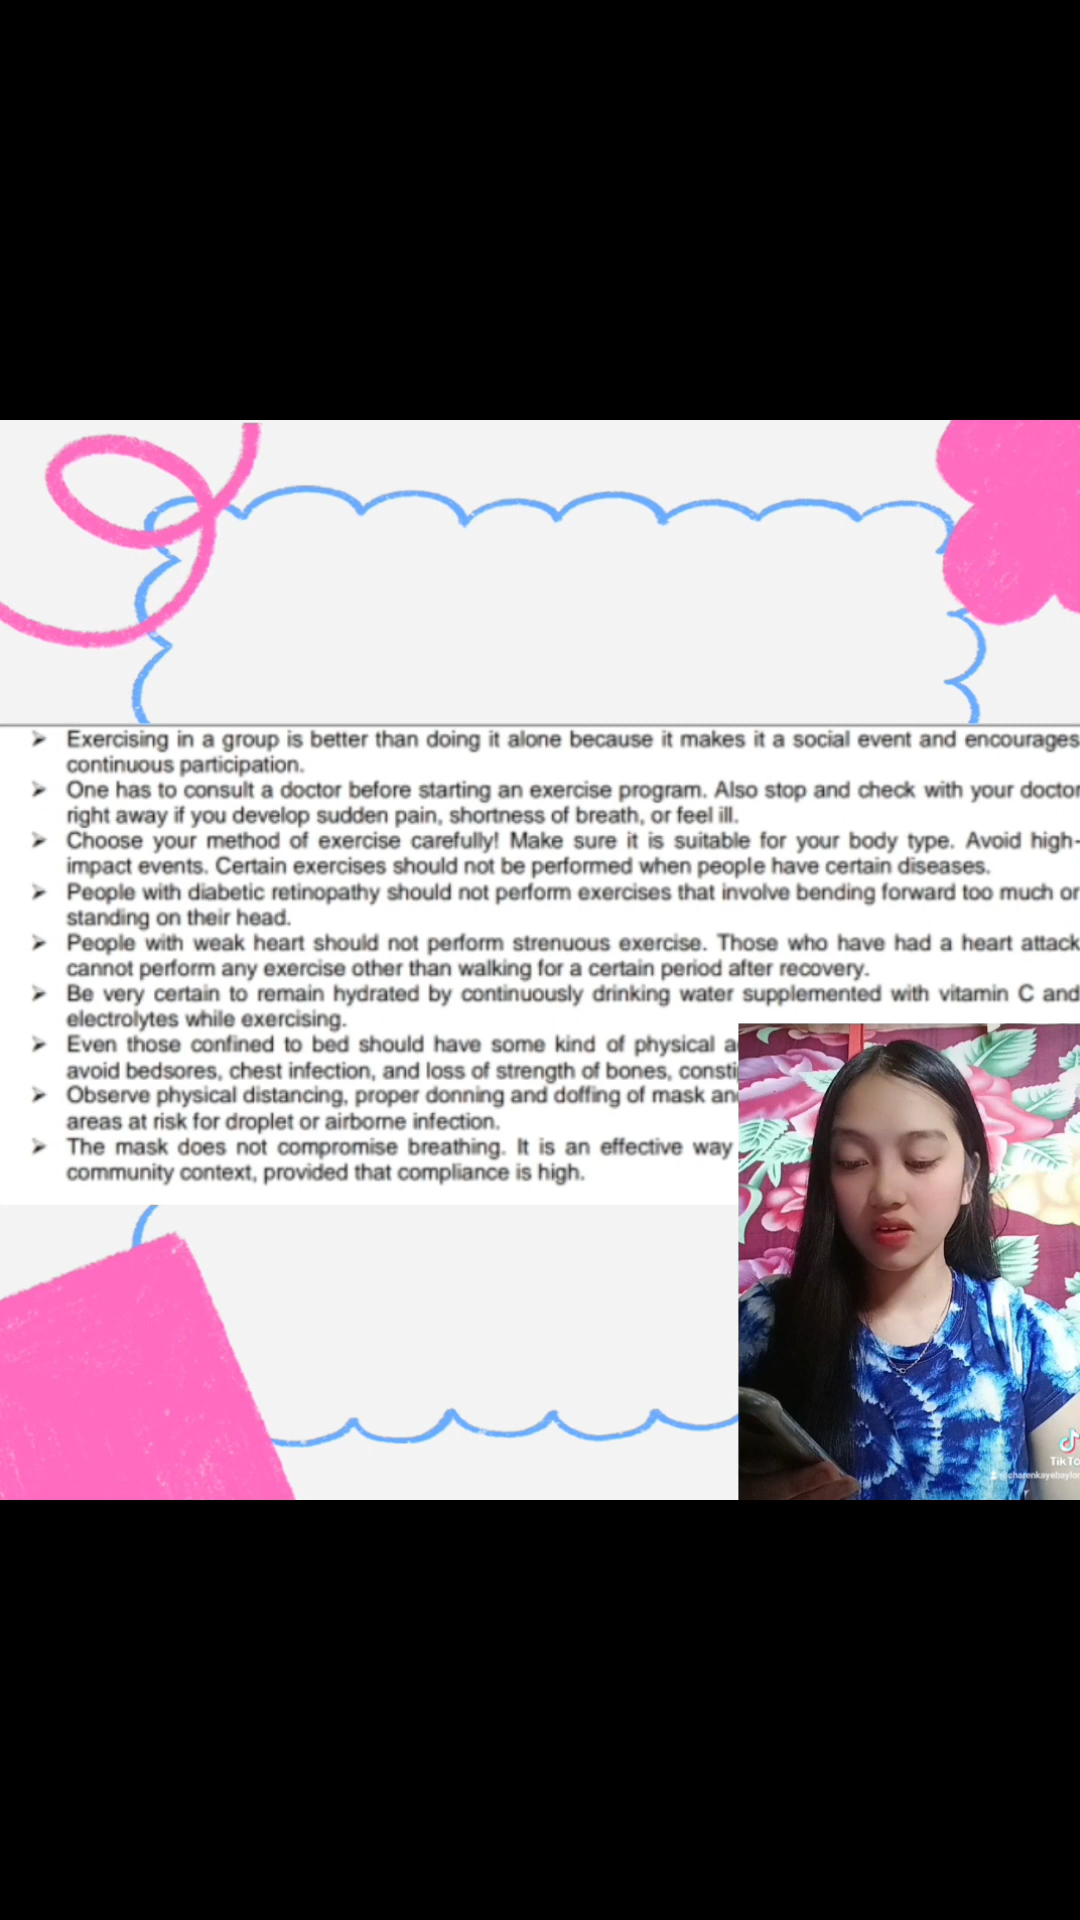 ➤ Exercising in a group is better than doing it alone because it makes it a social event and encourages
continuous participation.
➤ One has to consult a doctor before starting an exercise program. Also stop and check with your doctor
right away if you develop sudden pain, shortness of breath, or feel ill.
➤ Choose your method of exercise carefully! Make sure it is suitable for your body type. Avoid high-
impact events. Certain exercises should not be performed when people have certain diseases.
➤ People with diabetic retinopathy should not perform exercises that involve bending forward too much or
standing on their head.
➤ People with weak heart should not perform strenuous exercise. Those who have had a heart attack
cannot perform any exercise other than walking for a certain period after recovery.
➤ Be very certain to remain hydrated by continuously drinking water supplemented with vitamin C and
electrolytes while exercising.
➤ Even those confined to bed should have some kind of physical a
avoid bedsores, chest infection, and loss of strength of bones, consti
➤ Observe physical distancing, proper donning and doffing of mask an
areas at risk for droplet or airborne infection.
➤ The mask does not compromise breathing. It is an effective way
community context, provided that compliance is high.
TikTo